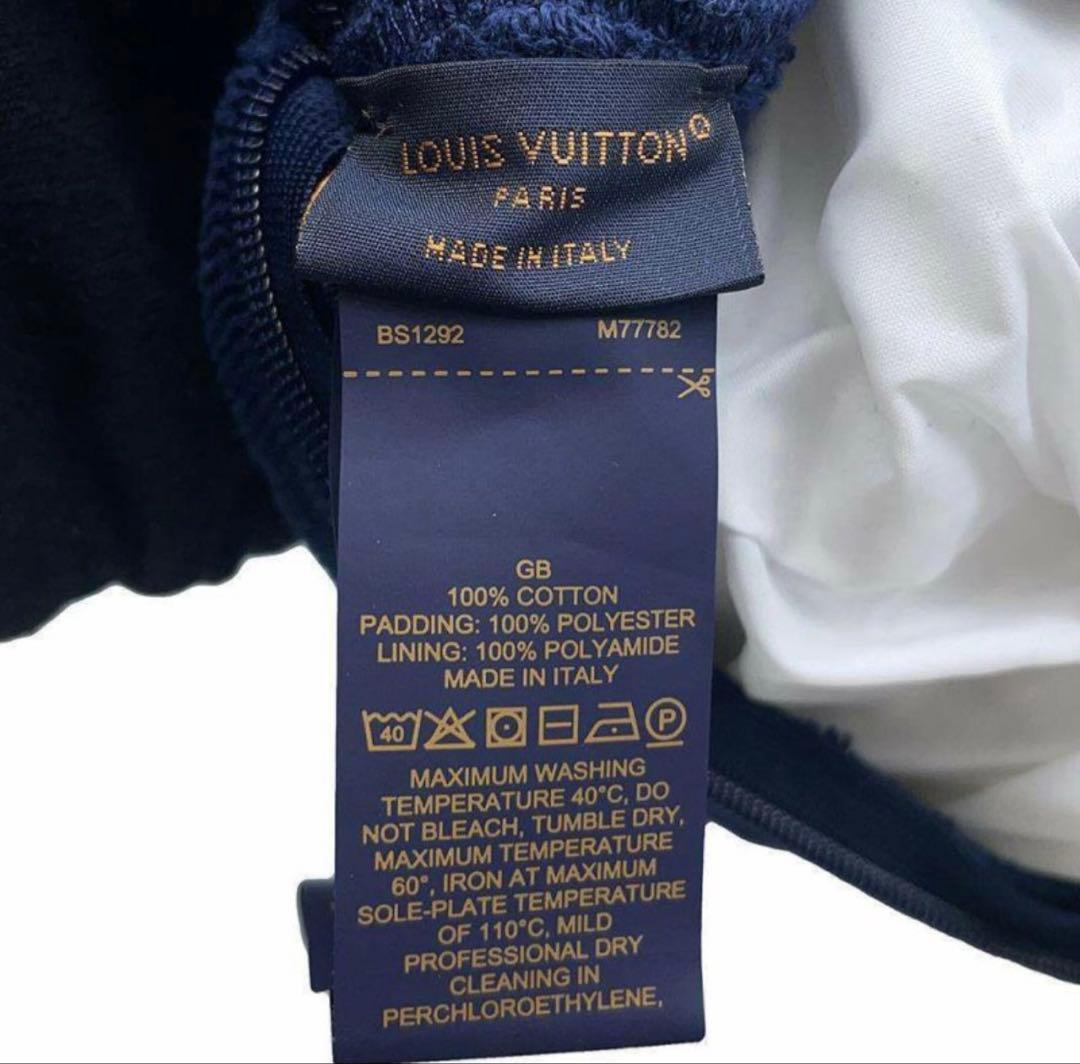 LOUIS VUITTON®
PARIS
MADE IN ITALY
BS1292 M77782
GB
100% COTTON
PADDING: 100% POLYESTER
LINING: 100% POLYAMIDE
MADE IN ITALY
40 P
MAXIMUM WASHING
TEMPERATURE 40°C, DO
NOT BLEACH, TUMBLE DRY,
MAXIMUM TEMPERATURE
60°, IRON AT MAXIMUM
SOLE-PLATE TEMPERATURE
OF 110°C, MILD
PROFESSIONAL DRY
CLEANING IN
PERCHLOROETHYLENE,